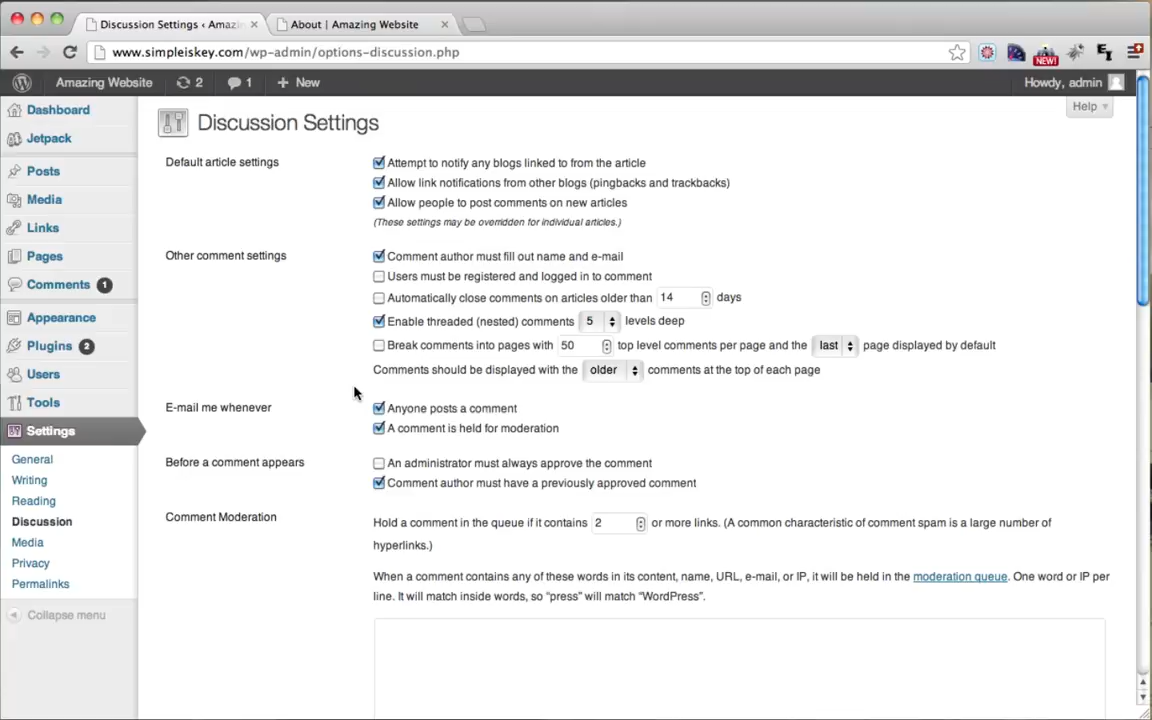 Discussion Settings ‹ Amazin
About | Amazing Website
www.simpleiskey.com/wp-admin/options-discussion.php
NEW!
Amazing Website
2
1
+ New
Howdy, admin
Help
Dashboard
Jetpack
Posts
Media
Links
Pages
Comments 1
Appearance
Plugins 2
Users
Tools
Settings
General
Writing
Reading
Discussion
Media
Privacy
Permalinks
Collapse menu
Discussion Settings
Default article settings
Attempt to notify any blogs linked to from the article
Allow link notifications from other blogs (pingbacks and trackbacks)
Allow people to post comments on new articles
(These settings may be overridden for individual articles.)
Other comment settings
Comment author must fill out name and e-mail
Users must be registered and logged in to comment
Automatically close comments on articles older than 14 days
Enable threaded (nested) comments 5 levels deep
Break comments into pages with 50 top level comments per page and the last page displayed by default
Comments should be displayed with the older comments at the top of each page
E-mail me whenever
Anyone posts a comment
A comment is held for moderation
Before a comment appears
An administrator must always approve the comment
Comment author must have a previously approved comment
Comment Moderation
Hold a comment in the queue if it contains 2 or more links. (A common characteristic of comment spam is a large number of
hyperlinks.)
When a comment contains any of these words in its content, name, URL, e-mail, or IP, it will be held in the moderation queue. One word or IP per
line. It will match inside words, so “press” will match “WordPress”.